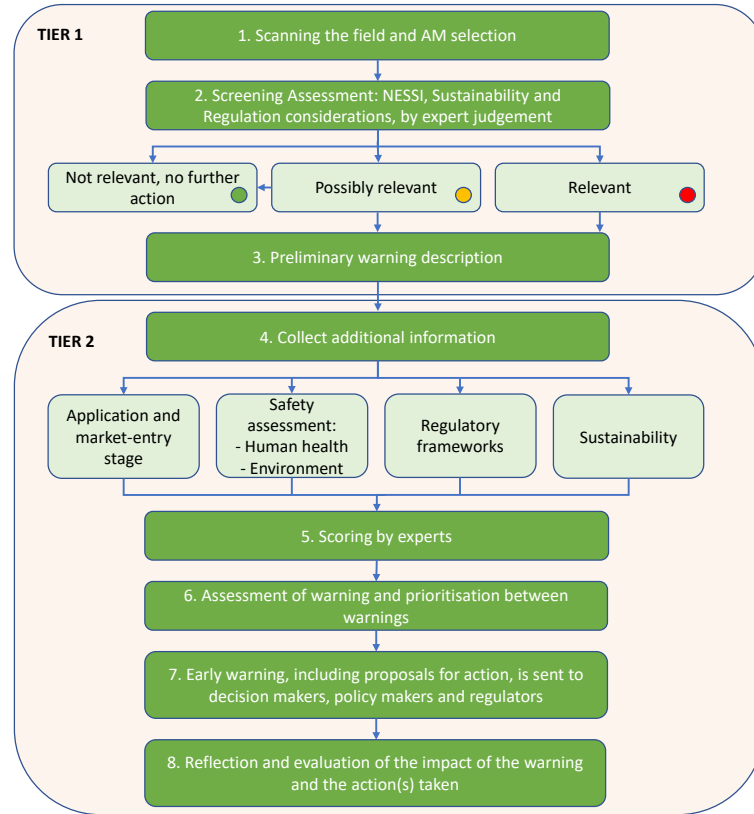 TIER 1
1. Scanning the field and AM selection
2. Screening Assessment: NESSI, Sustainability and
Regulation considerations, by expert judgement
Not relevant, no further
action
Possibly relevant
Relevant
3. Preliminary warning description
TIER 2
4. Collect additional information
Application and
market-entry
stage
Safety
assessment:
- Human health
- Environment
Regulatory
frameworks
Sustainability
5. Scoring by experts
6. Assessment of warning and prioritisation between
warnings
7. Early warning, including proposals for action, is sent to
decision makers, policy makers and regulators
8. Reflection and evaluation of the impact of the warning
and the action(s) taken